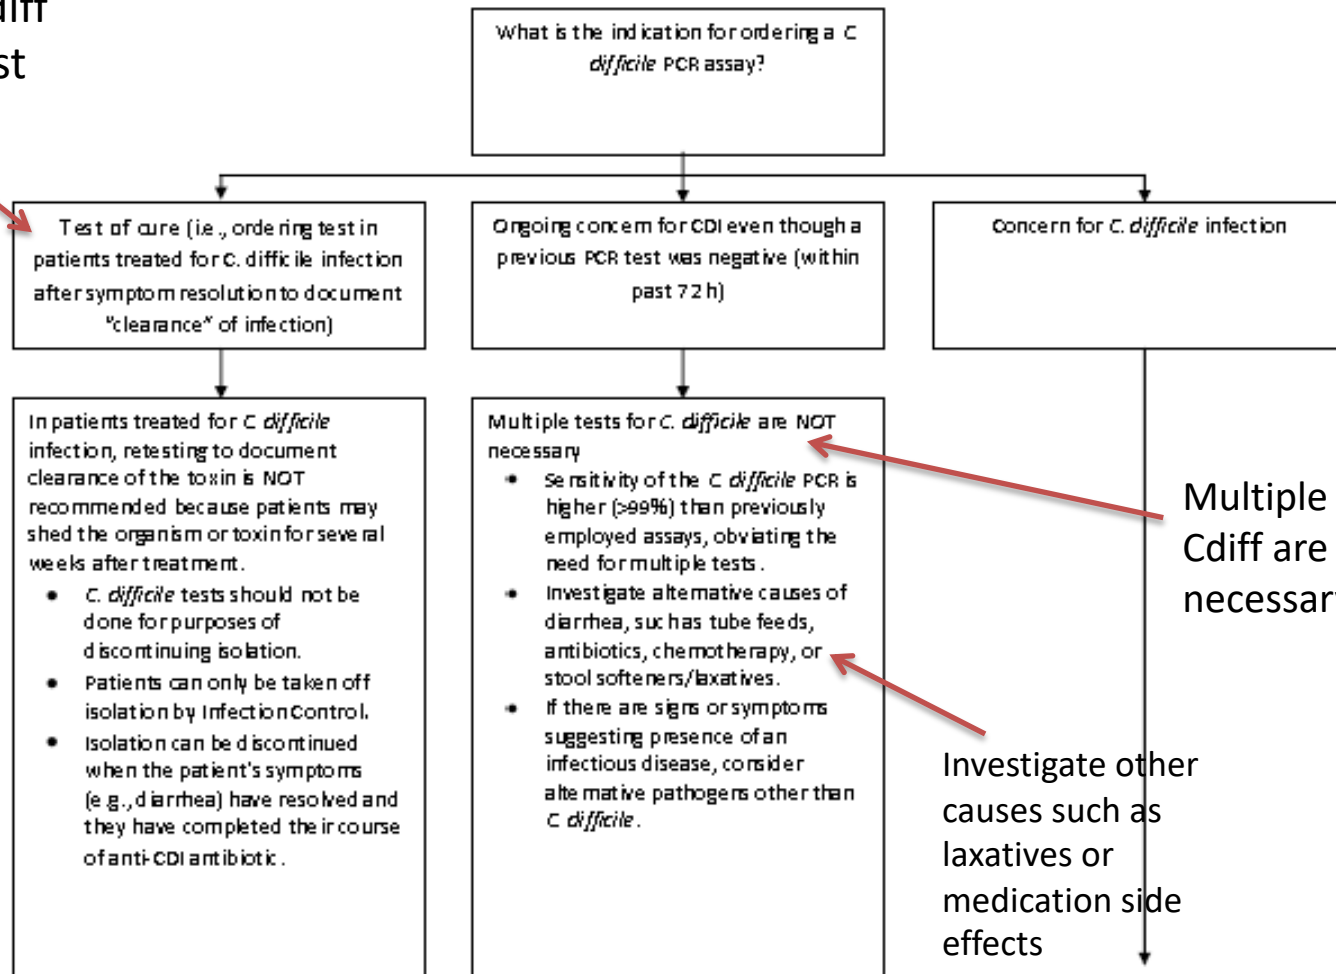 diff
st
What is the indication for ordering a C
difficile PCR assay?
Test of cure (i.e., ordering test in
patients treated for C. difficile infection
after symptom resolution to document
"clearance" of infection)
Ongoing concern for CDI even though a
previous PCR test was negative (within
past 72 h)
Concern for C. difficile infection
In patients treated for C difficile
infection, retesting to document
clearance of the toxin is NOT
recommended because patients may
shed the organism or toxin for several
weeks after treatment.
• C. difficile tests should not be
done for purposes of
discontinuing isolation.
• Patients can only be taken off
isolation by Infection Control.
• Isolation can be discontinued
when the patient's symptoms
(e.g., diarrhea) have resolved and
they have completed their course
of anti-CDI antibiotic.
Multiple tests for C. difficile are NOT
necessary
• Sensitivity of the C difficile PCR is
higher (>99%) than previously
employed assays, obviating the
need for multiple tests.
• Investigate alternative causes of
diarrhea, such as tube feeds,
antibiotics, chemotherapy, or
stool softeners/laxatives.
• If there are signs or symptoms
suggesting presence of an
infectious disease, consider
alternative pathogens other than
C difficile.
Multiple
Cdiff are
necessar
Investigate other
causes such as
laxatives or
medication side
effects